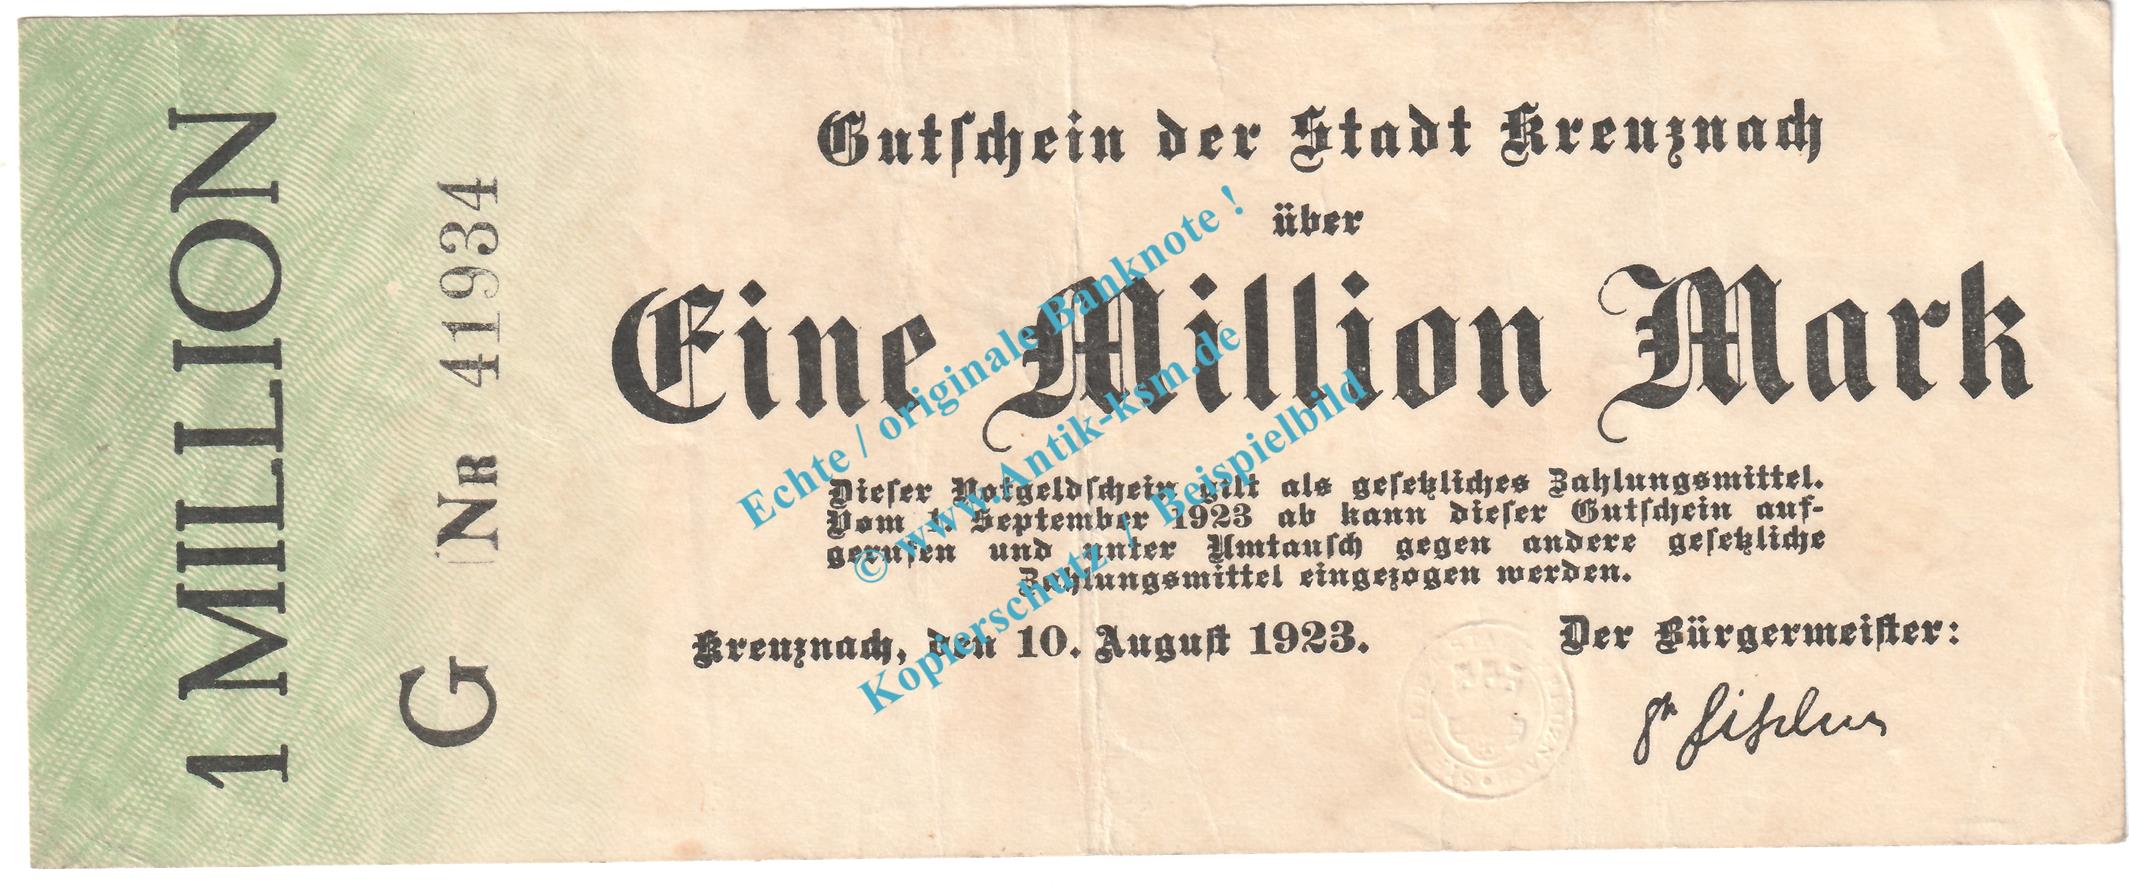 1 MILLION
G NR 41934
Gutschein der Stadt Kreuznach
über
Eine Million Mark
Dieser Notgeldschein gilt als gesetzliches Zahlungsmittel.
Vom 1. September 1923 ab kann dieser Gutschein auf-
gerufen und unter Umtausch gegen andere gesetzliche
Zahlungsmittel eingezogen werden.
Kreuznach, den 10. August 1923.
Der Bürgermeister:
Echte / originale Banknote !
© www.Antik-ksm.de
Kopierschutz / Beispielbild